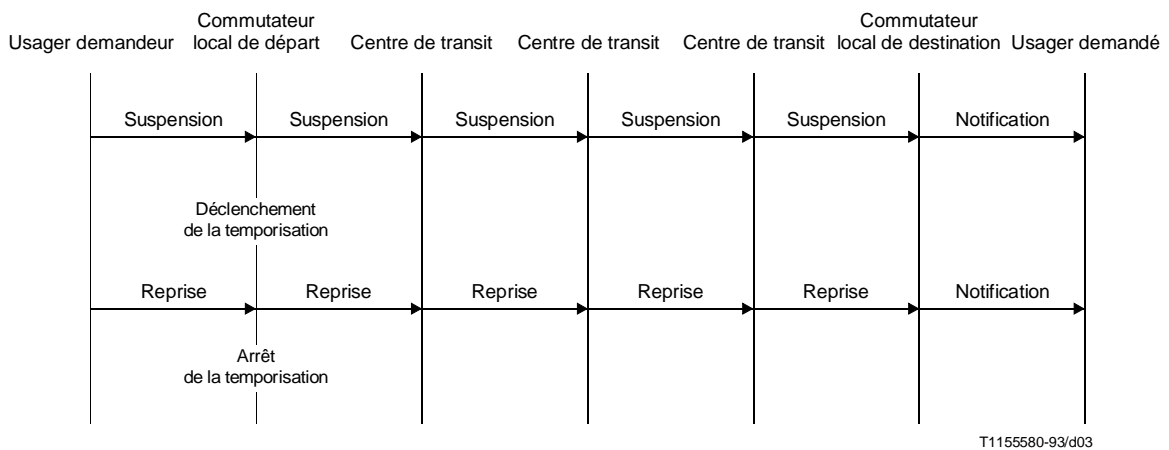 Usager demandeur
Commutateur
local de départ
Centre de transit
Centre de transit
Centre de transit
Commutateur
local de destination
Usager demandé
Suspension
Suspension
Suspension
Suspension
Suspension
Notification
Déclenchement
de la temporisation
Reprise
Reprise
Reprise
Reprise
Reprise
Notification
Arrêt
de la temporisation
T1155580-93/d03